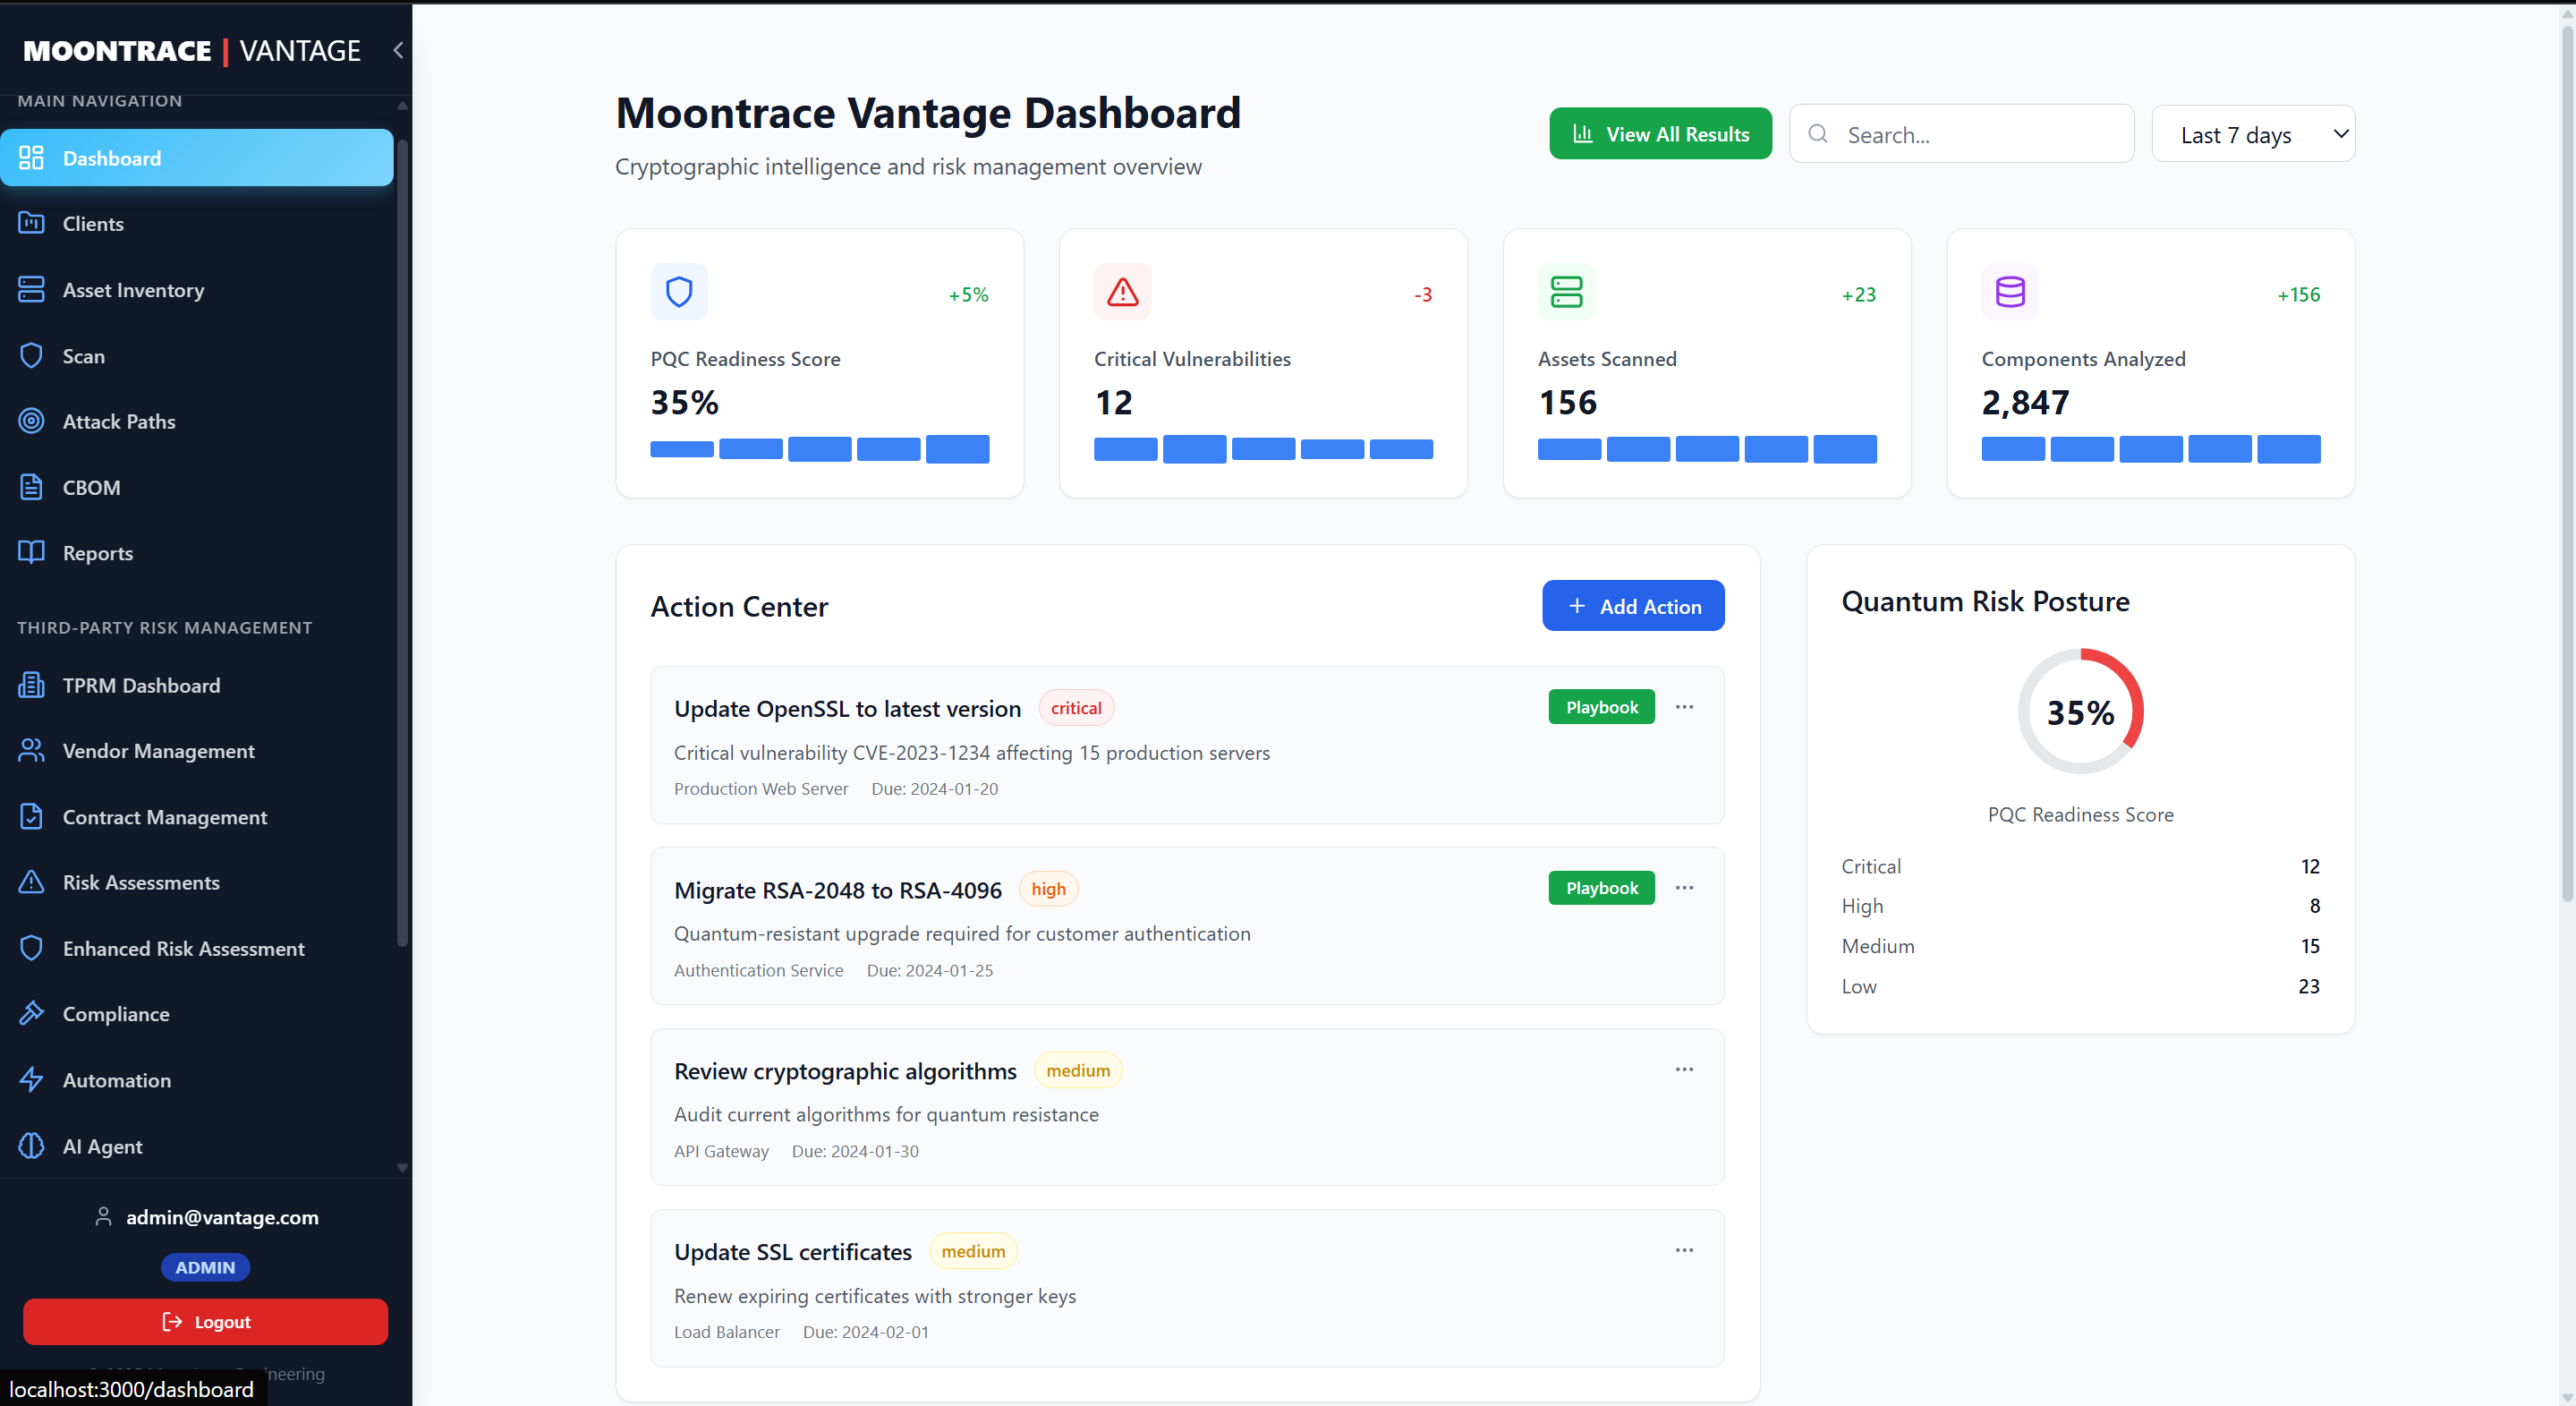 MOONTRACE | VANTAGE
MAIN NAVIGATION
Dashboard
Clients
Asset Inventory
Scan
Attack Paths
CBOM
Reports
THIRD-PARTY RISK MANAGEMENT
TPRM Dashboard
Vendor Management
Contract Management
Risk Assessments
Enhanced Risk Assessment
Compliance
Automation
AI Agent
admin@vantage.com
ADMIN
Logout
localhost:3000/dashboard
Moontrace Vantage Dashboard
Cryptographic intelligence and risk management overview
View All Results
Search...
Last 7 days
+5%
PQC Readiness Score
35%
-3
Critical Vulnerabilities
12
+23
Assets Scanned
156
+156
Components Analyzed
2,847
Action Center
+ Add Action
Update OpenSSL to latest version critical
Playbook ...
Critical vulnerability CVE-2023-1234 affecting 15 production servers
Production Web Server Due: 2024-01-20
Migrate RSA-2048 to RSA-4096 high
Playbook ...
Quantum-resistant upgrade required for customer authentication
Authentication Service Due: 2024-01-25
Review cryptographic algorithms medium
...
Audit current algorithms for quantum resistance
API Gateway Due: 2024-01-30
Update SSL certificates medium
...
Renew expiring certificates with stronger keys
Load Balancer Due: 2024-02-01
Quantum Risk Posture
35%
PQC Readiness Score
Critical 12
High 8
Medium 15
Low 23